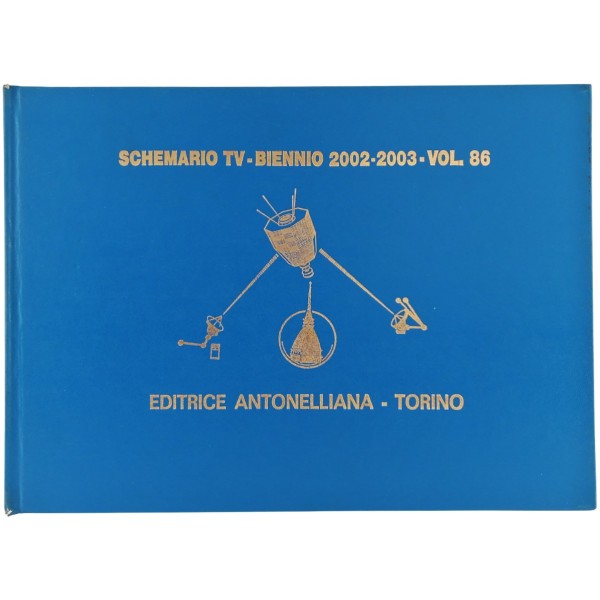 SCHEMARIO TV - BIENNIO 2002-2003 - VOL. 86
EDITRICE ANTONELLIANA - TORINO